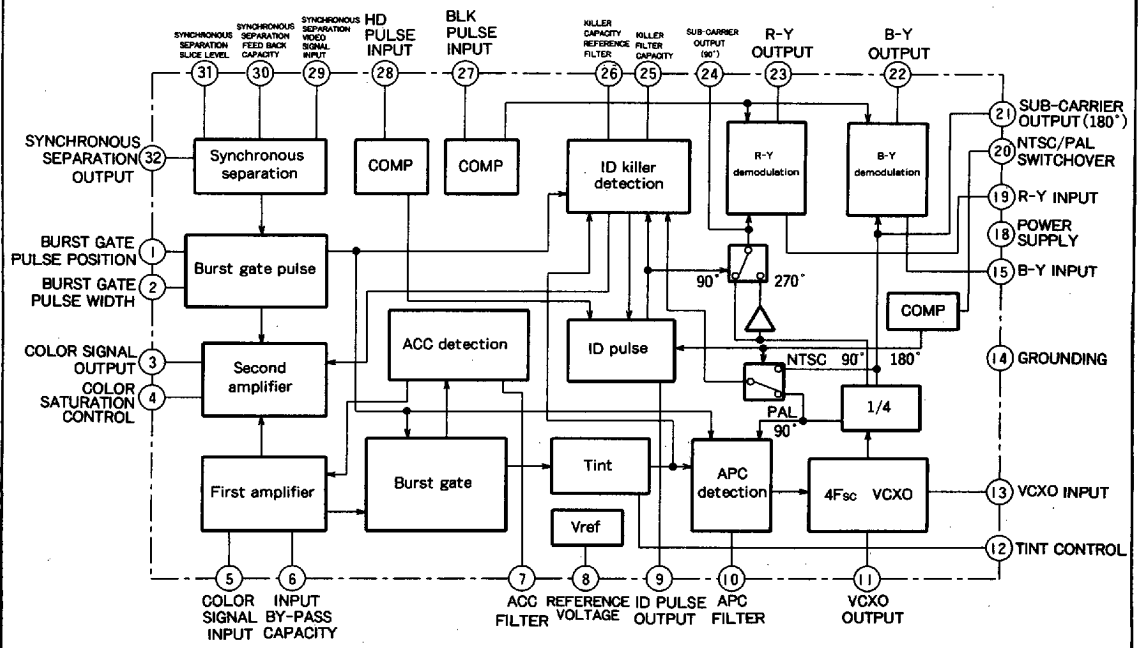 SYNCHRONOUS
SEPARATION
SLICE LEVEL
SYNCHRONOUS
SEPARATION
FEED BACK
CAPACITY
SYNCHRONOUS
SEPARATION
VIDEO
SIGNAL
INPUT
HD
PULSE
INPUT
BLK
PULSE
INPUT
KILLER
CAPACITY
REFERENCE
FILTER
KILLER
FILTER
CAPACITY
SUB-CARRIER
OUTPUT
(90°)
R-Y
OUTPUT
B-Y
OUTPUT
31
30
29
28
27
26
25
24
23
22
21
SUB-CARRIER
OUTPUT (180°)
SYNCHRONOUS
SEPARATION
OUTPUT
32
Synchronous
separation
COMP
COMP
ID killer
detection
R-Y
demodulation
B-Y
demodulation
20
NTSC/PAL
SWITCHOVER
19
R-Y INPUT
18
POWER
SUPPLY
BURST GATE
PULSE POSITION
1
BURST GATE
PULSE WIDTH
2
Burst gate pulse
90°
270°
15
B-Y INPUT
COMP
COLOR SIGNAL
OUTPUT
3
COLOR
SATURATION
CONTROL
4
Second
amplifier
ACC detection
ID pulse
NTSC
90°
180°
14
GROUNDING
PAL
90°
1/4
First amplifier
Burst gate
Tint
APC
detection
4Fsc VCXO
13
VCXO INPUT
Vref
12
TINT CONTROL
5
6
7
8
9
10
11
COLOR
SIGNAL
INPUT
INPUT
BY-PASS
CAPACITY
ACC
FILTER
REFERENCE
VOLTAGE
ID PULSE
OUTPUT
APC
FILTER
VCXO
OUTPUT